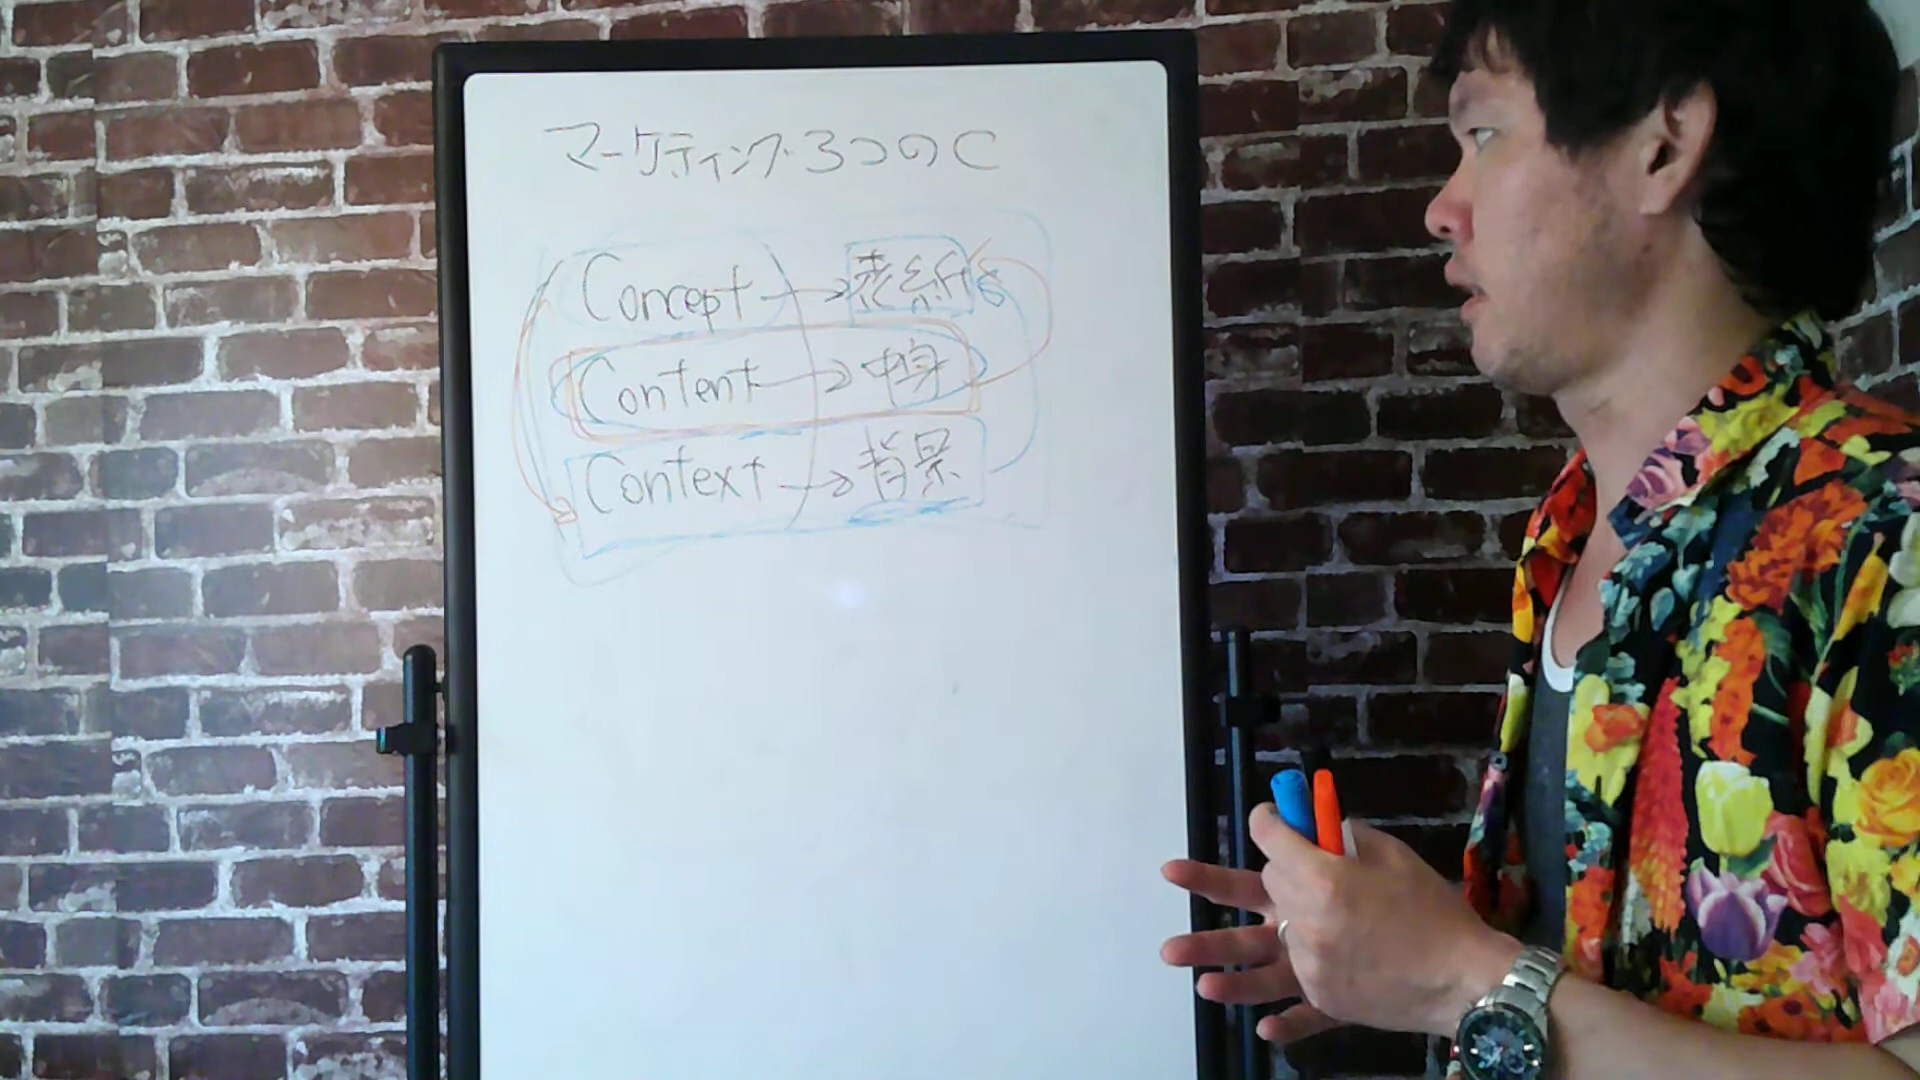 マーケティング3つのC
Concept → 表紙
Content → 中身
Context → 背景